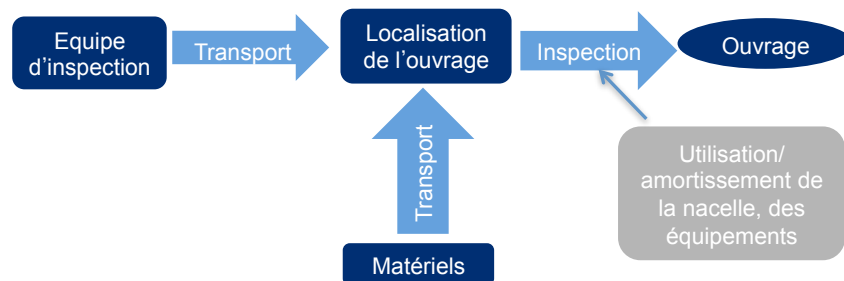 Equipe
d’inspection
Transport
Localisation
de l’ouvrage
Inspection
Ouvrage
Transport
Utilisation/
amortissement de
la nacelle, des
équipements
Matériels